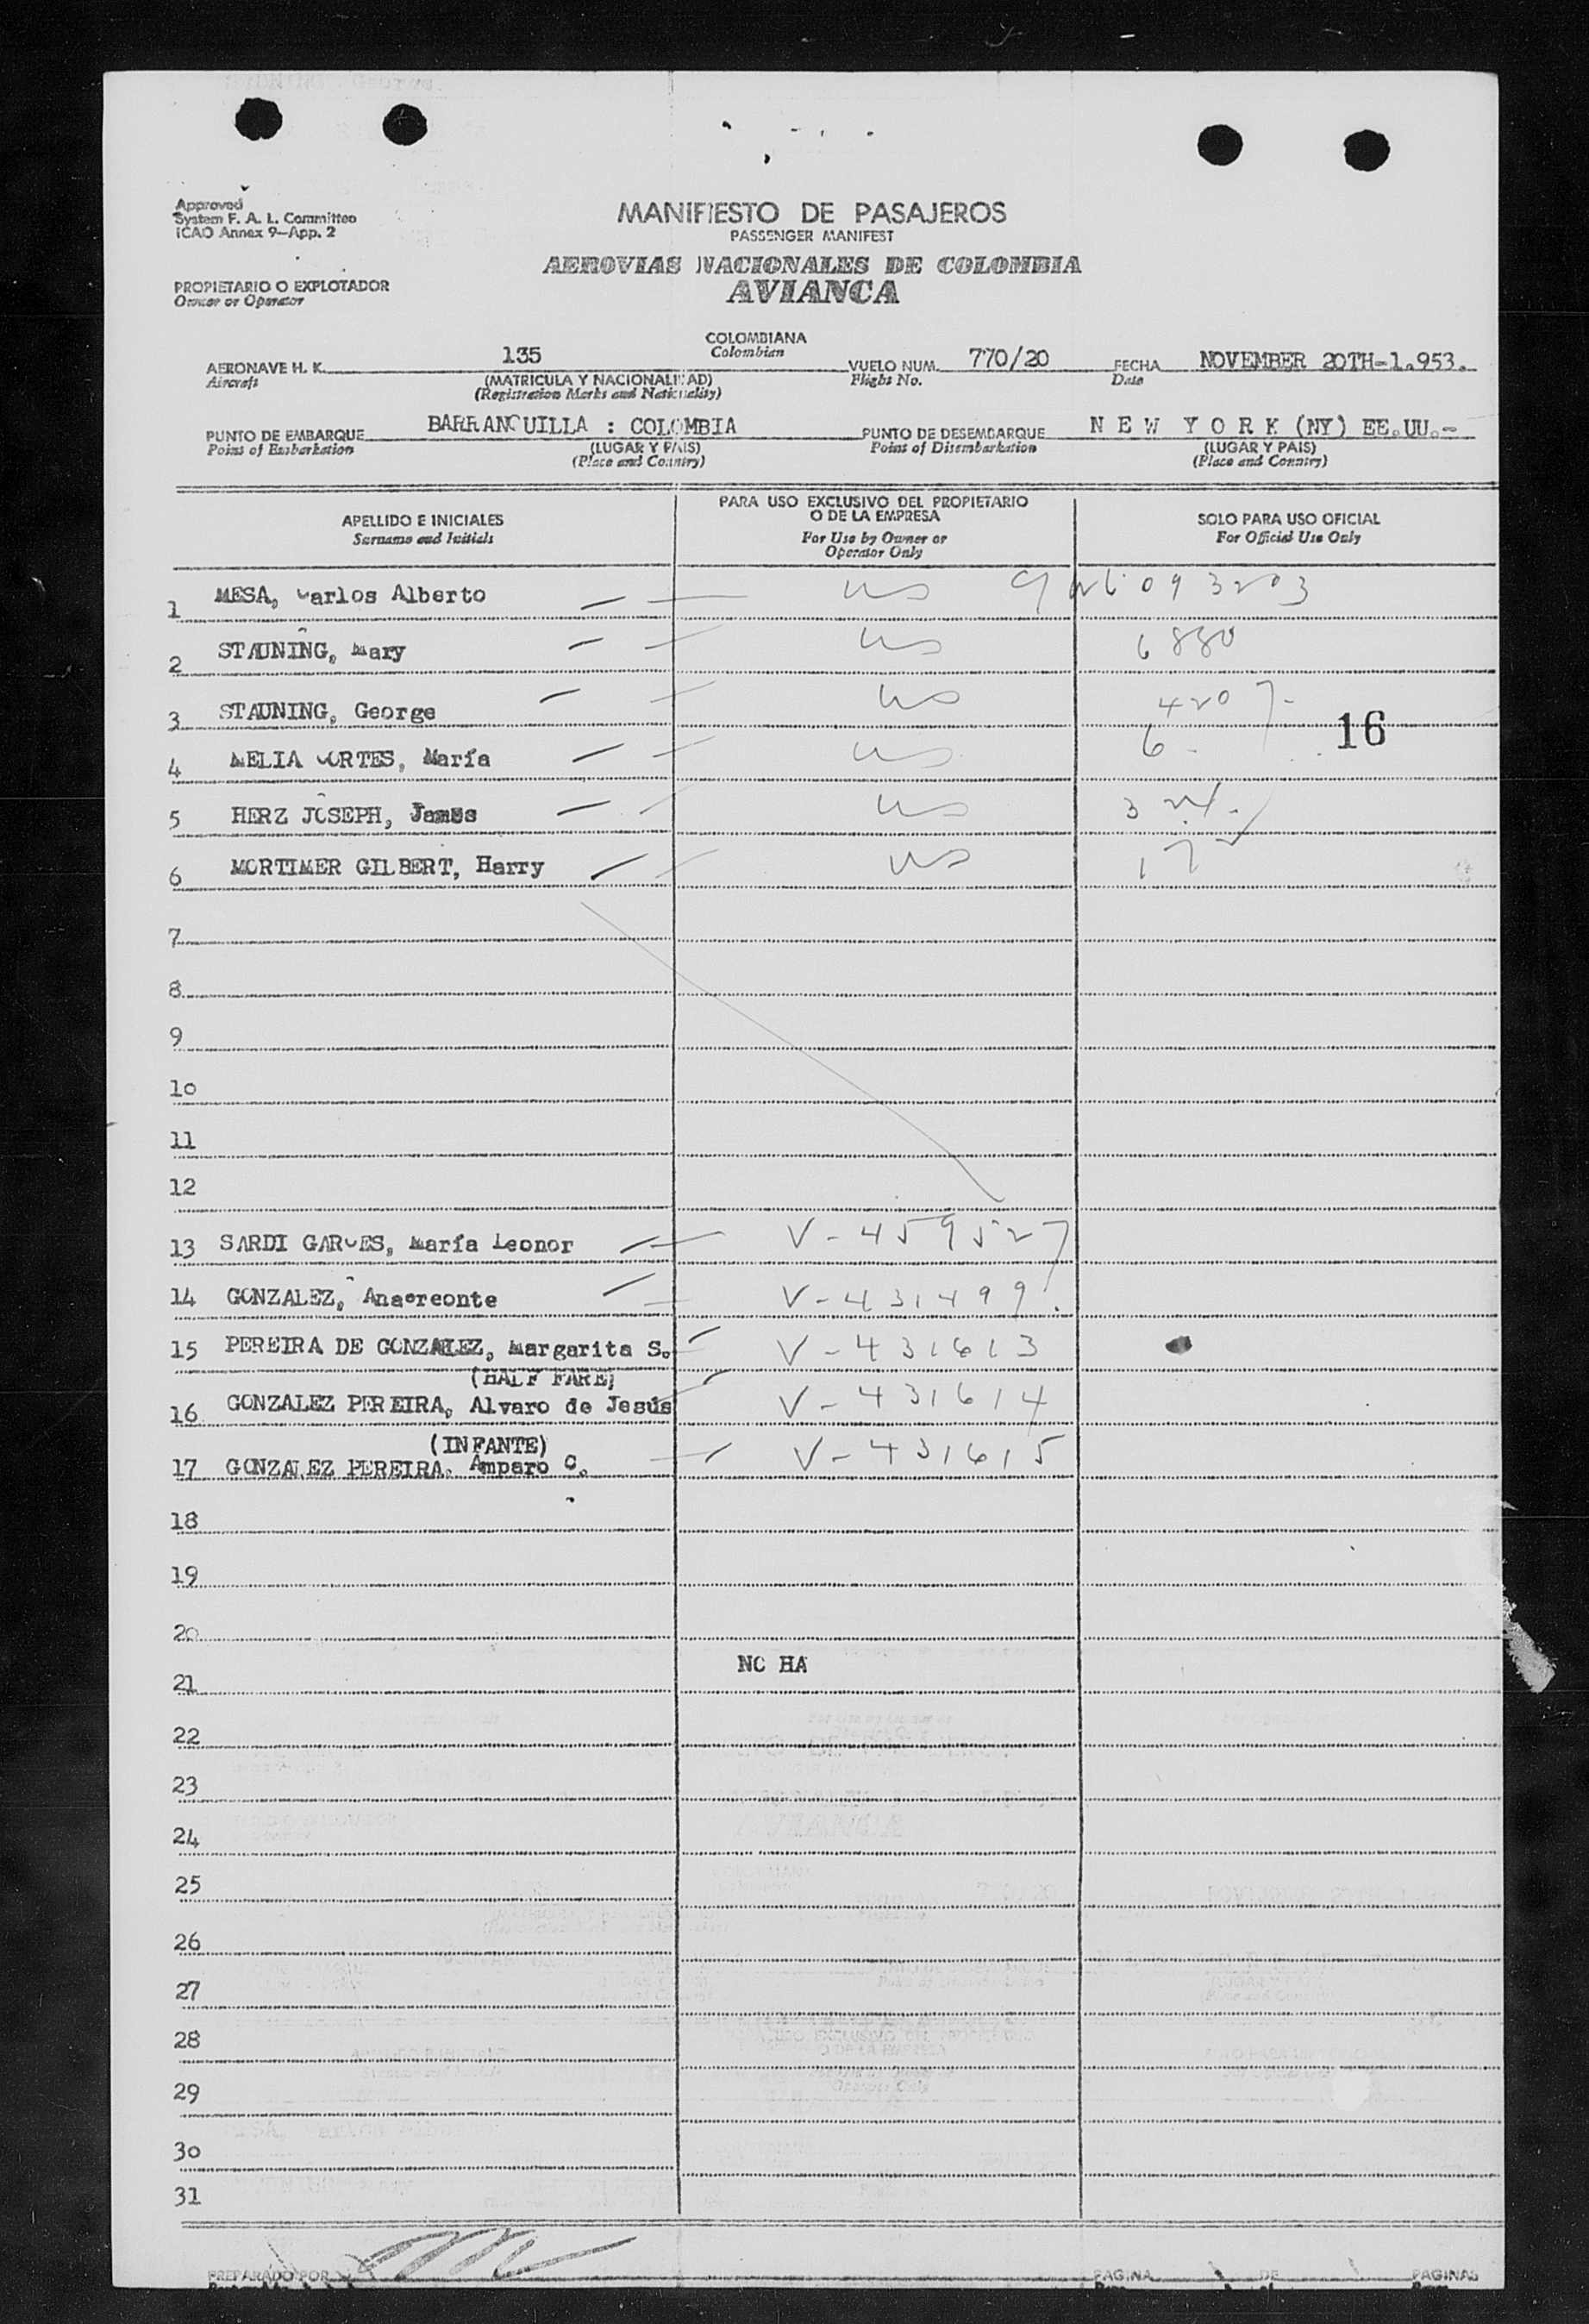 Approved
System F. A. L. Committee
ICAO Annex 9-App. 2
MANIFIESTO DE PASAJEROS
PASSENGER MANIFEST
AEROVIAS NACIONALES DE COLOMBIA
AVIANCA
PROPIETARIO O EXPLOTADOR
Owner or Operator
AERONAVE H. K. 135 COLOMBIANA VUELO NUM. 770/20 FECHA NOVEMBER 20TH-1.953.
Aircraft Colombian Flight No. Date
(MATRICULA Y NACIONALIDAD)
(Registration Marks and Nationality)
PUNTO DE EMBARQUE BARRANQUILLA : COLOMBIA PUNTO DE DESEMBARQUE N E W Y O R K (NY) EE.UU.-
Point of Embarkation (LUGAR Y PAIS) Point of Disembarkation (LUGAR Y PAIS)
(Place and Country) (Place and Country)
APELLIDO E INICIALES PARA USO EXCLUSIVO DEL PROPIETARIO O DE LA EMPRESA SOLO PARA USO OFICIAL
Surname and Initials For Use by Owner or Operator Only For Official Use Only
1 MESA, Carlos Alberto US 093203
2 STAUNING, Mary US 6880
3 STAUNING, George US 4207
16
4 MELIA CORTES, María US 6
5 HERZ JOSEPH, James US
6 MORTIMER GILBERT, Harry US
7
8
9
10
11
12
13 SARDI GARCES, María Leonor V-459527
14 GONZALEZ, Anacreonte V-431499
15 PEREIRA DE GONZALEZ, Margarita S. V-431613
(HALF FARE)
16 GONZALEZ PEREIRA, Alvaro de Jesús V-431614
(INFANTE)
17 GONZALEZ PEREIRA, Amparo C. V-431615
18
19
20
NO HA
21
22
23
24
25
26
27
28
29
30
31
PREPARADO POR PAGINA DE PAGINAS